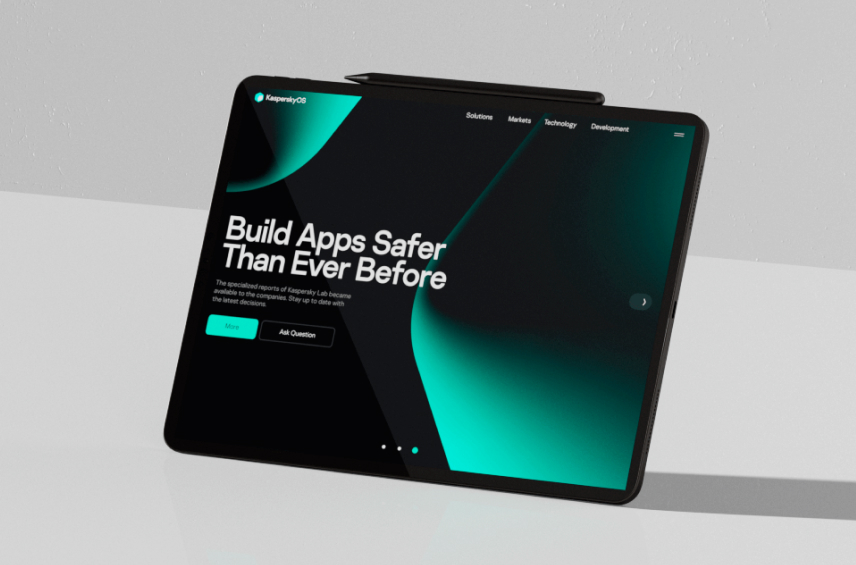 KasperskyOS
Solutions
Markets
Technology
Development
Build Apps Safer
Than Ever Before
The specialized reports of Kaspersky Lab became
available to the companies. Stay up to date with
the latest decisions.
More
Ask Question